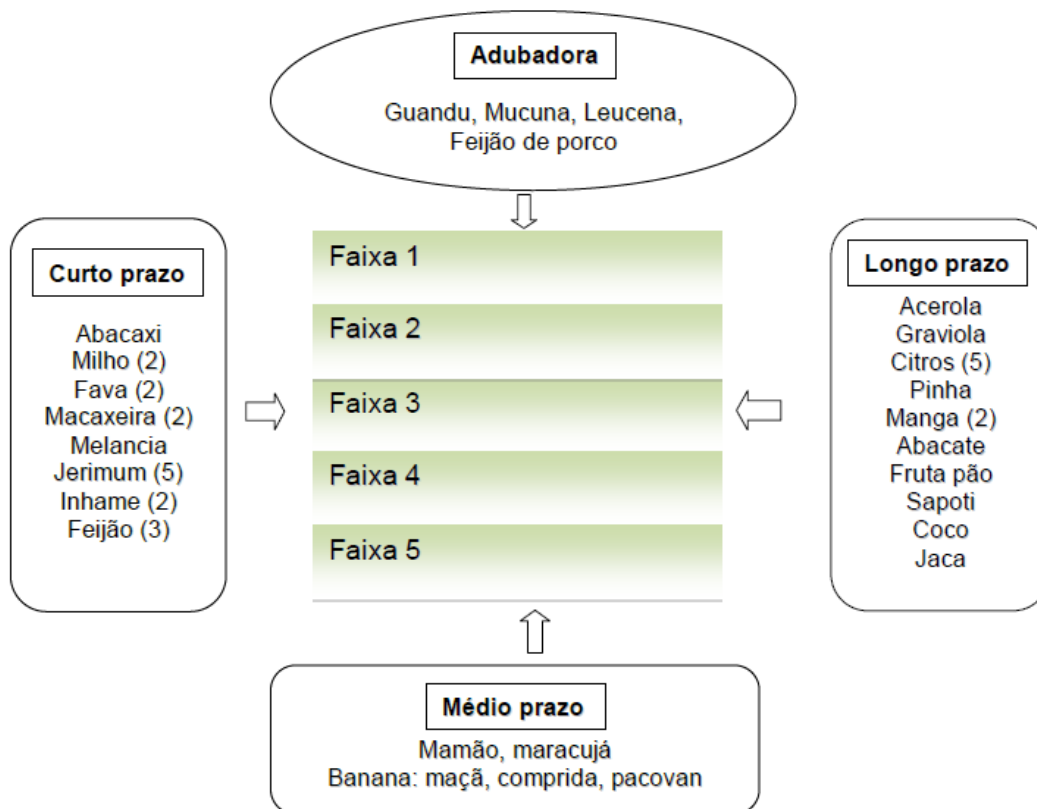 Adubadora
Guandu, Mucuna, Leucena,
Feijão de porco
Curto prazo
Abacaxi
Milho (2)
Fava (2)
Macaxeira (2)
Melancia
Jerimum (5)
Inhame (2)
Feijão (3)
Faixa 1
Faixa 2
Faixa 3
Faixa 4
Faixa 5
Longo prazo
Acerola
Graviola
Citros (5)
Pinha
Manga (2)
Abacate
Fruta pão
Sapoti
Coco
Jaca
Médio prazo
Mamão, maracujá
Banana: maçã, comprida, pacovan